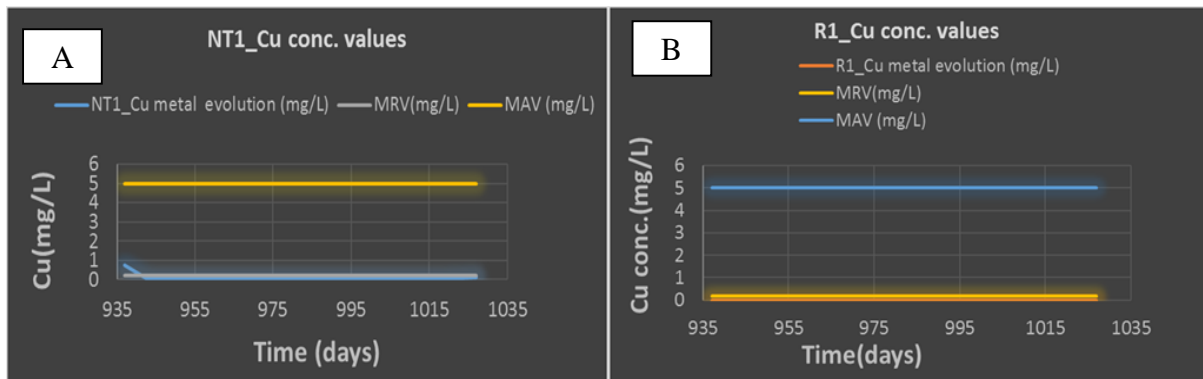 A
NT1_Cu conc. values
NT1_Cu metal evolution (mg/L) MRV(mg/L) MAV (mg/L)
6
5
4
3
2
1
0
Cu(mg/L)
935 955 975 995 1015 1035
Time (days)
B
R1_Cu conc. values
R1_Cu metal evolution (mg/L)
MRV(mg/L)
MAV (mg/L)
6
5
4
3
2
1
0
Cu conc.(mg/L)
935 955 975 995 1015 1035
Time(days)